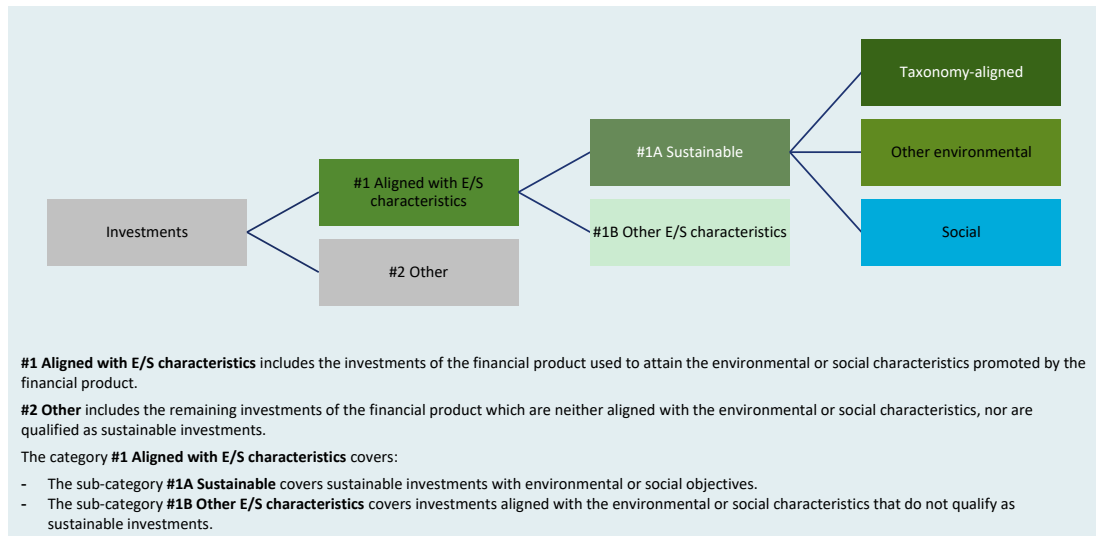 Taxonomy-aligned
#1A Sustainable
Other environmental
#1 Aligned with E/S
characteristics
Investments
#1B Other E/S characteristics
Social
#2 Other
#1 Aligned with E/S characteristics includes the investments of the financial product used to attain the environmental or social characteristics promoted by the
financial product.
#2 Other includes the remaining investments of the financial product which are neither aligned with the environmental or social characteristics, nor are
qualified as sustainable investments.
The category #1 Aligned with E/S characteristics covers:
- The sub-category #1A Sustainable covers sustainable investments with environmental or social objectives.
- The sub-category #1B Other E/S characteristics covers investments aligned with the environmental or social characteristics that do not qualify as
sustainable investments.